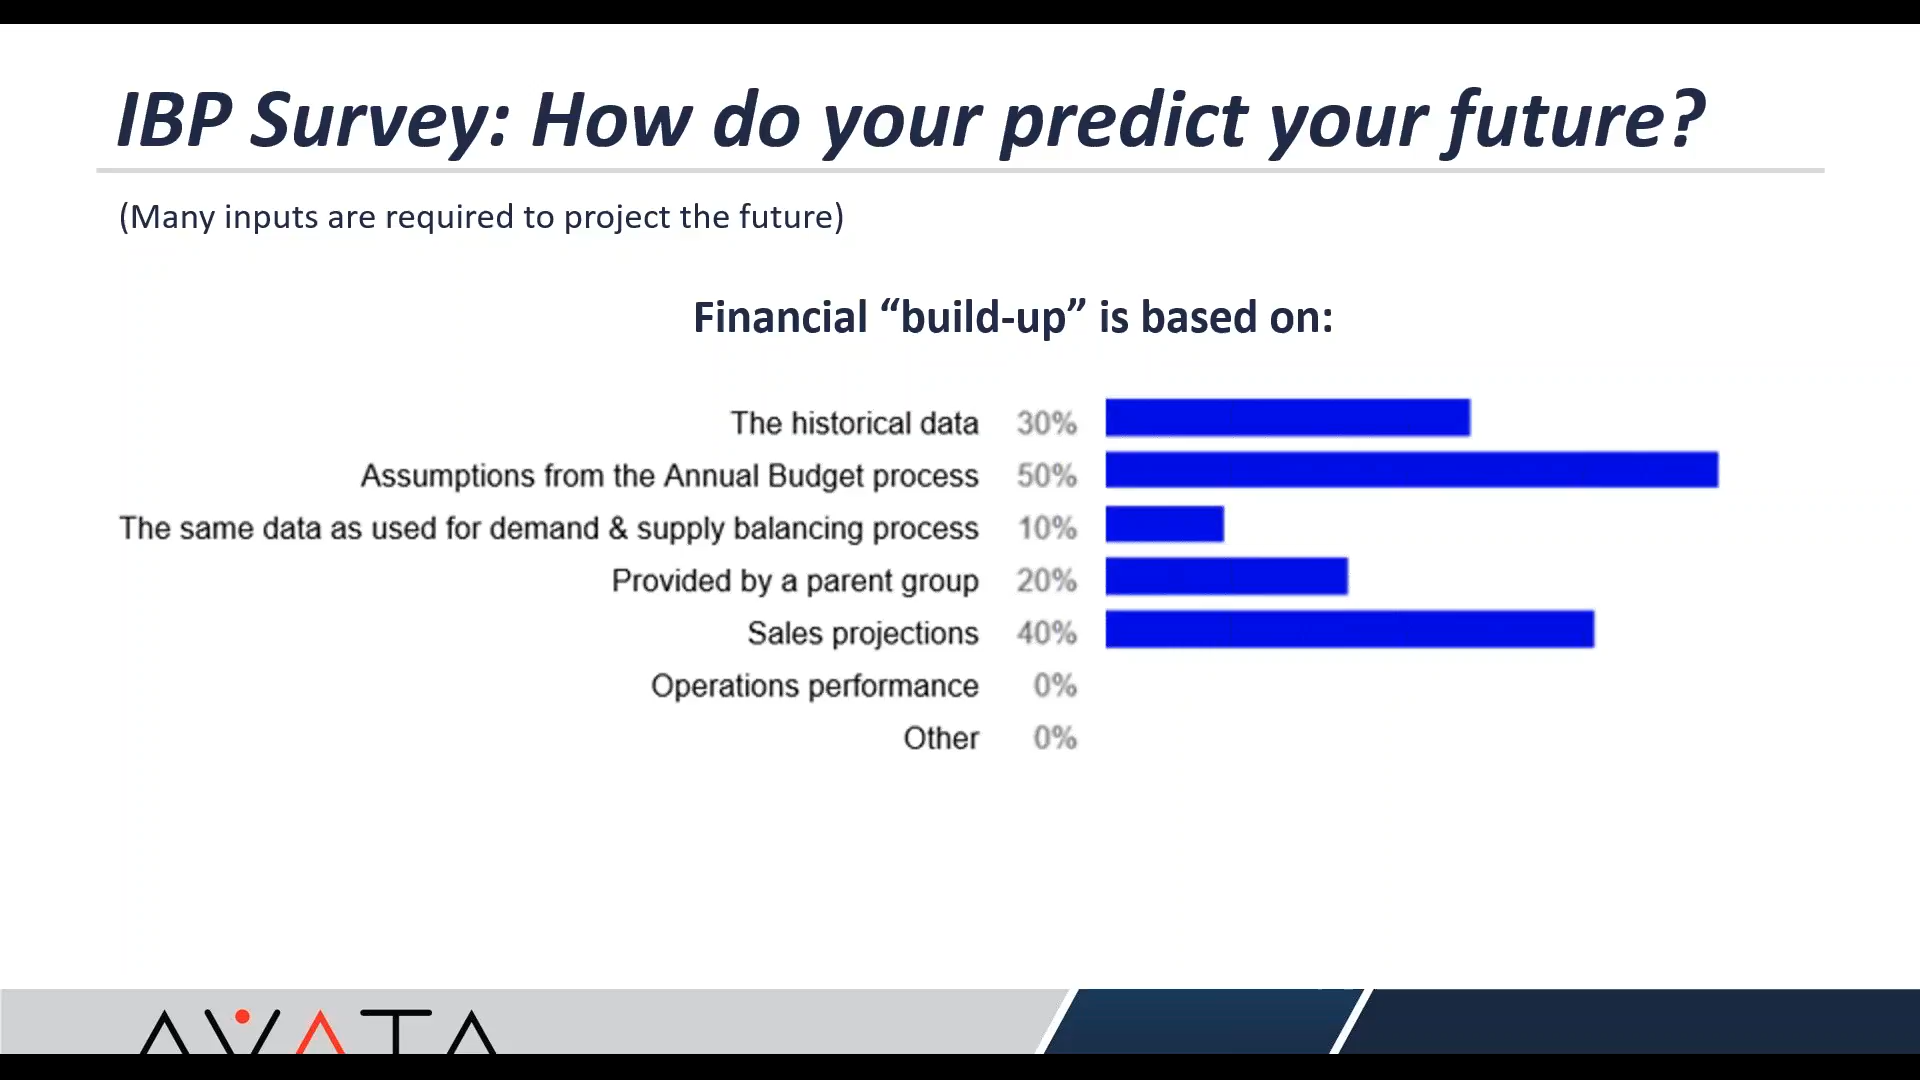 IBP Survey: How do your predict your future?
(Many inputs are required to project the future)
Financial “build-up” is based on:
The historical data 30%
Assumptions from the Annual Budget process 50%
The same data as used for demand & supply balancing process 10%
Provided by a parent group 20%
Sales projections 40%
Operations performance 0%
Other 0%
AVATA